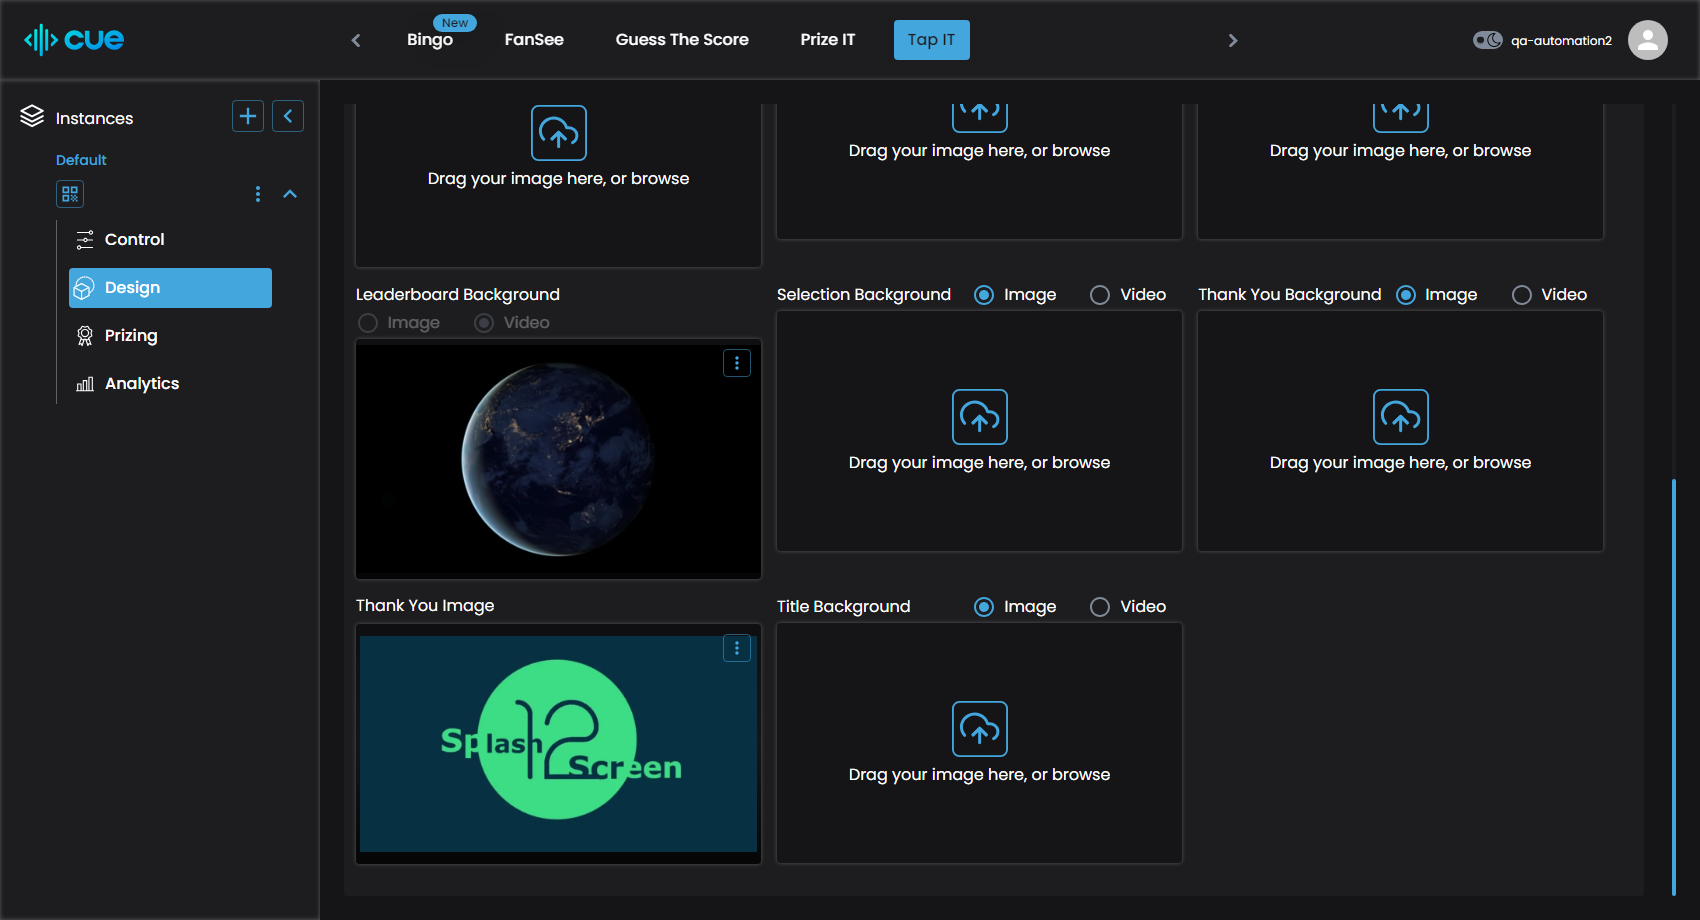 cue
New
Bingo
FanSee
Guess The Score
Prize IT
Tap IT
qa-automation2
Instances
Default
Control
Design
Prizing
Analytics
Drag your image here, or browse
Drag your image here, or browse
Drag your image here, or browse
Leaderboard Background
Image Video
Selection Background Image Video
Thank You Background Image Video
Drag your image here, or browse
Drag your image here, or browse
Thank You Image
Title Background Image Video
Splash
12
Screen
Drag your image here, or browse